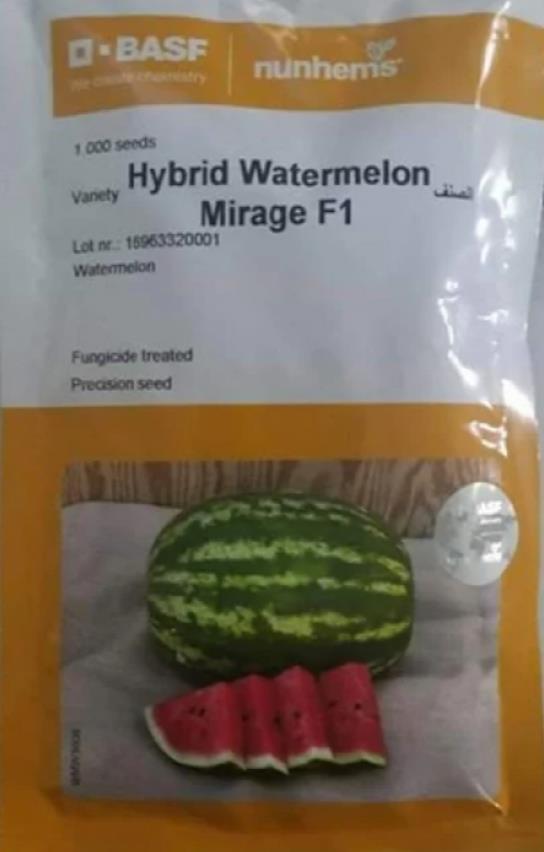 BASF
We create chemistry
nunhems
1 000 seeds
Variety Hybrid Watermelon الصنف
Mirage F1
Lot nr.: 16963320001
Watermelon
Fungicide treated
Precision seed